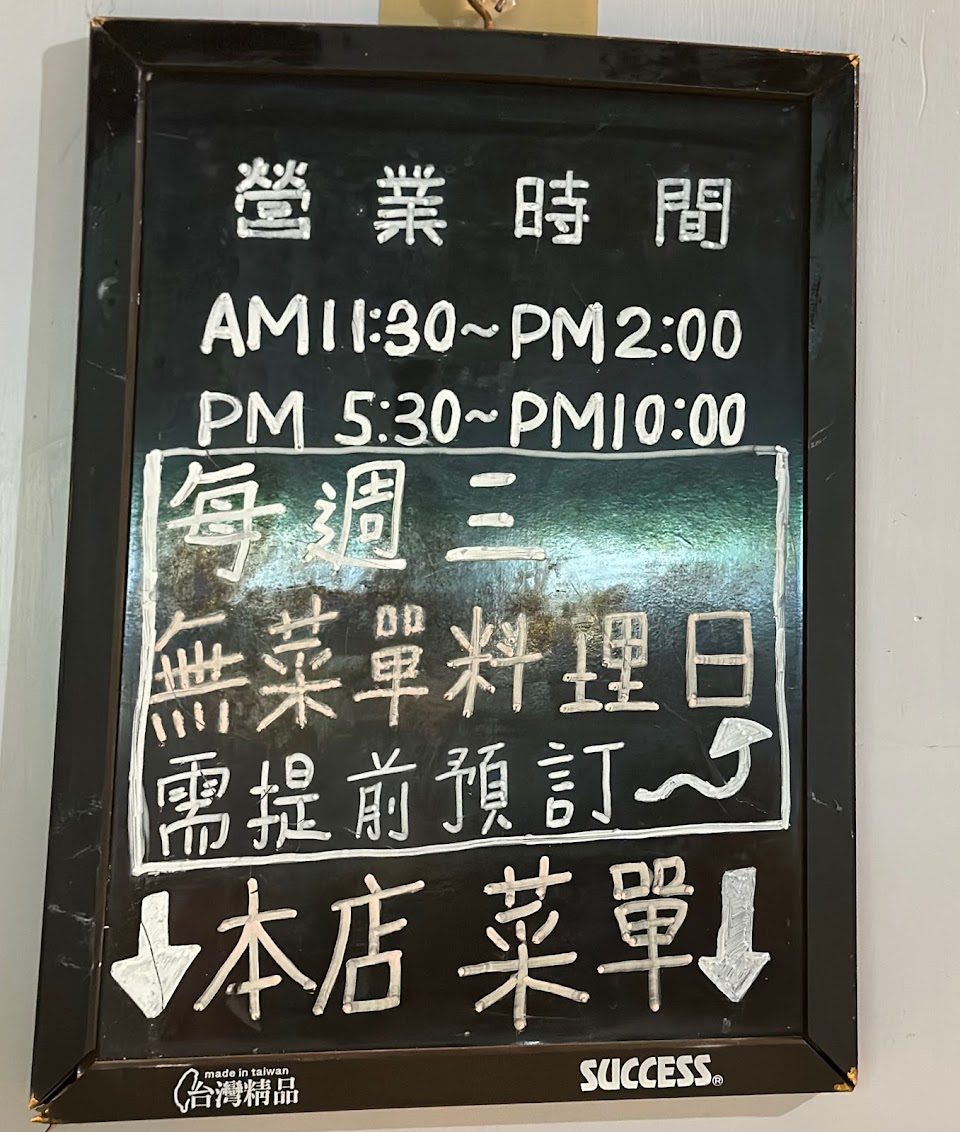 營業時間
AM11:30~PM2:00
PM 5:30~PM10:00
每週三
無菜單料理日
需提前預訂
本店 菜單
made in taiwan
台灣精品
SUCCESS®